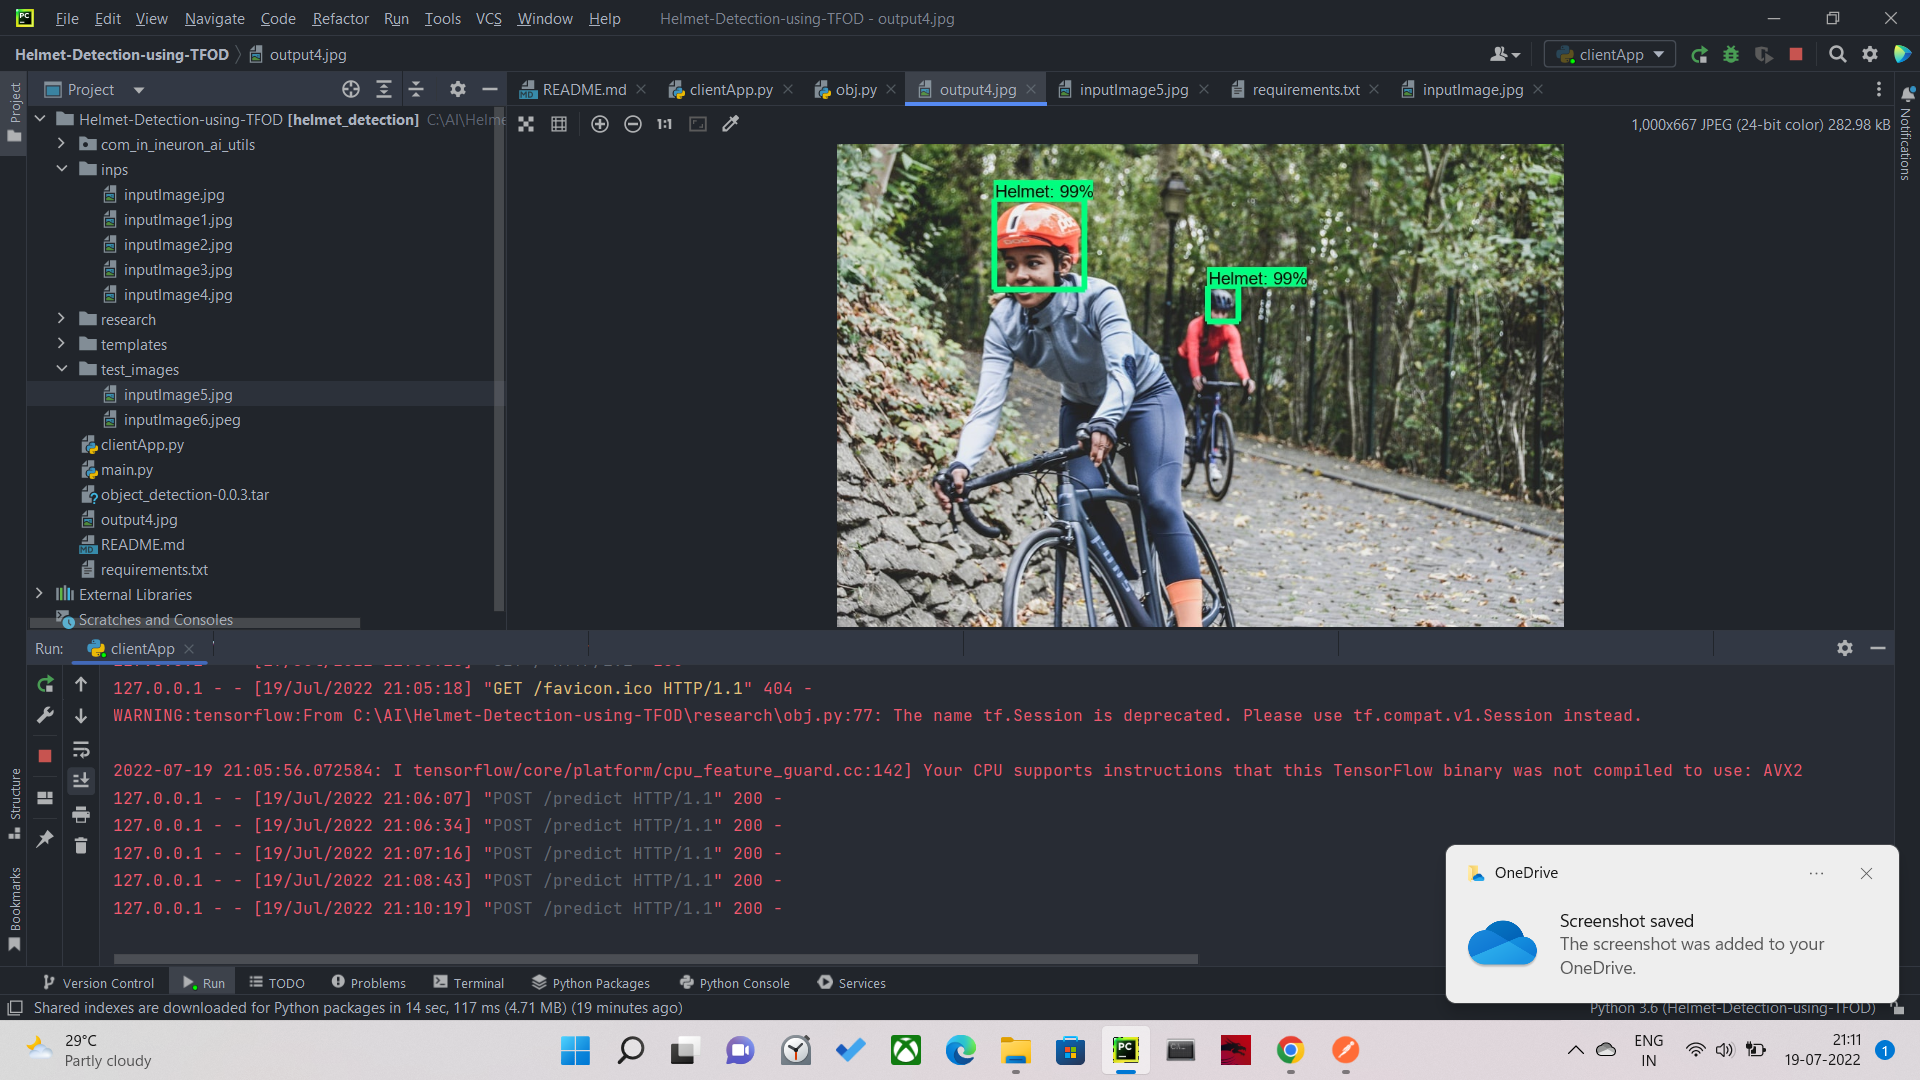 PC
File Edit View Navigate Code Refactor Run Tools VCS Window Help Helmet-Detection-using-TFOD - output4.jpg
Helmet-Detection-using-TFOD output4.jpg clientApp
Project
Project
README.md clientApp.py obj.py output4.jpg inputImage5.jpg requirements.txt inputImage.jpg
Notifications
1:1 1,000x667 JPEG (24-bit color) 282.98 kB
Helmet-Detection-using-TFOD [helmet_detection] C:\AI\Helme
com_in_ineuron_ai_utils
inps
inputImage.jpg
inputImage1.jpg
inputImage2.jpg
inputImage3.jpg
inputImage4.jpg
research
templates
test_images
inputImage5.jpg
inputImage6.jpeg
clientApp.py
main.py
object_detection-0.0.3.tar
output4.jpg
README.md
requirements.txt
External Libraries
Scratches and Consoles
Helmet: 99%
Helmet: 99%
Run: clientApp
127.0.0.1 - - [19/Jul/2022 21:05:18] "GET /favicon.ico HTTP/1.1" 404 -
WARNING:tensorflow:From C:\AI\Helmet-Detection-using-TFOD\research\obj.py:77: The name tf.Session is deprecated. Please use tf.compat.v1.Session instead.
2022-07-19 21:05:56.072584: I tensorflow/core/platform/cpu_feature_guard.cc:142] Your CPU supports instructions that this TensorFlow binary was not compiled to use: AVX2
127.0.0.1 - - [19/Jul/2022 21:06:07] "POST /predict HTTP/1.1" 200 -
127.0.0.1 - - [19/Jul/2022 21:06:34] "POST /predict HTTP/1.1" 200 -
127.0.0.1 - - [19/Jul/2022 21:07:16] "POST /predict HTTP/1.1" 200 -
127.0.0.1 - - [19/Jul/2022 21:08:43] "POST /predict HTTP/1.1" 200 -
127.0.0.1 - - [19/Jul/2022 21:10:19] "POST /predict HTTP/1.1" 200 -
Structure
Bookmarks
OneDrive
Screenshot saved
The screenshot was added to your
OneDrive.
Version Control Run TODO Problems Terminal Python Packages Python Console Services
Shared indexes are downloaded for Python packages in 14 sec, 117 ms (4.71 MB) (19 minutes ago) Python 3.6 (Helmet-Detection-using-TFOD)
29°C
Partly cloudy
PC
ENG
IN
21:11
19-07-2022
1